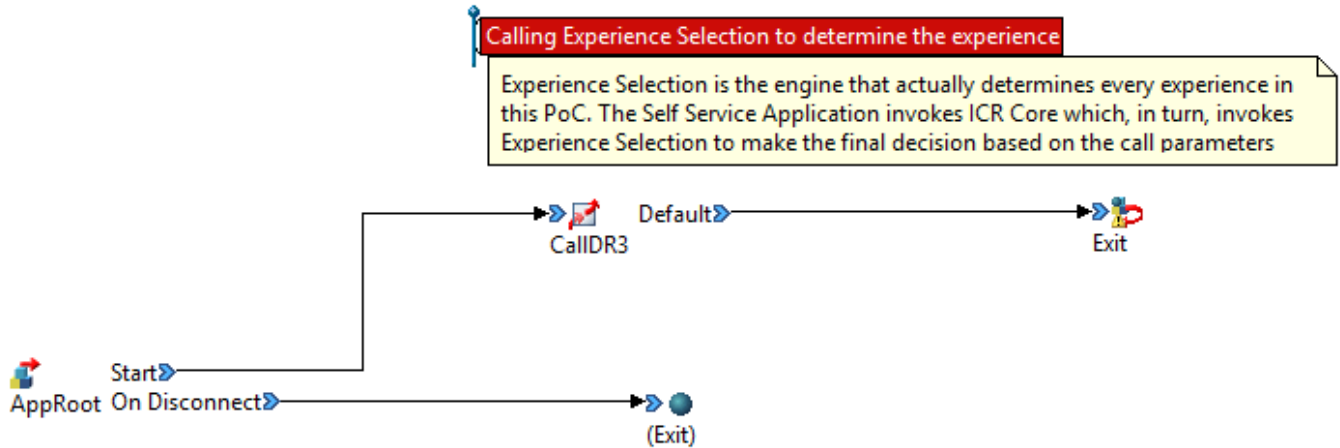 Calling Experience Selection to determine the experience
Experience Selection is the engine that actually determines every experience in
this PoC. The Self Service Application invokes ICR Core which, in turn, invokes
Experience Selection to make the final decision based on the call parameters
Default
CallDR3
Exit
Start
AppRoot On Disconnect
(Exit)